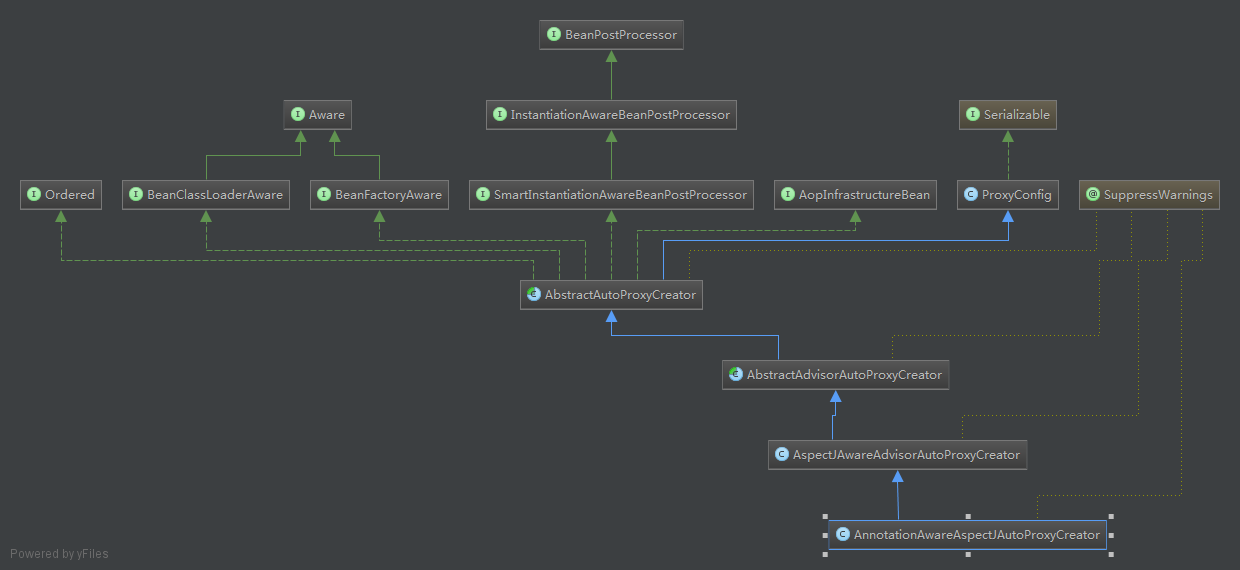 I BeanPostProcessor
I Aware
I InstantiationAwareBeanPostProcessor
I Serializable
I Ordered
I BeanClassLoaderAware
I BeanFactoryAware
I SmartInstantiationAwareBeanPostProcessor
I AopInfrastructureBean
C ProxyConfig
@ SuppressWarnings
C AbstractAutoProxyCreator
C AbstractAdvisorAutoProxyCreator
C AspectJAwareAdvisorAutoProxyCreator
C AnnotationAwareAspectJAutoProxyCreator
Powered by yFiles